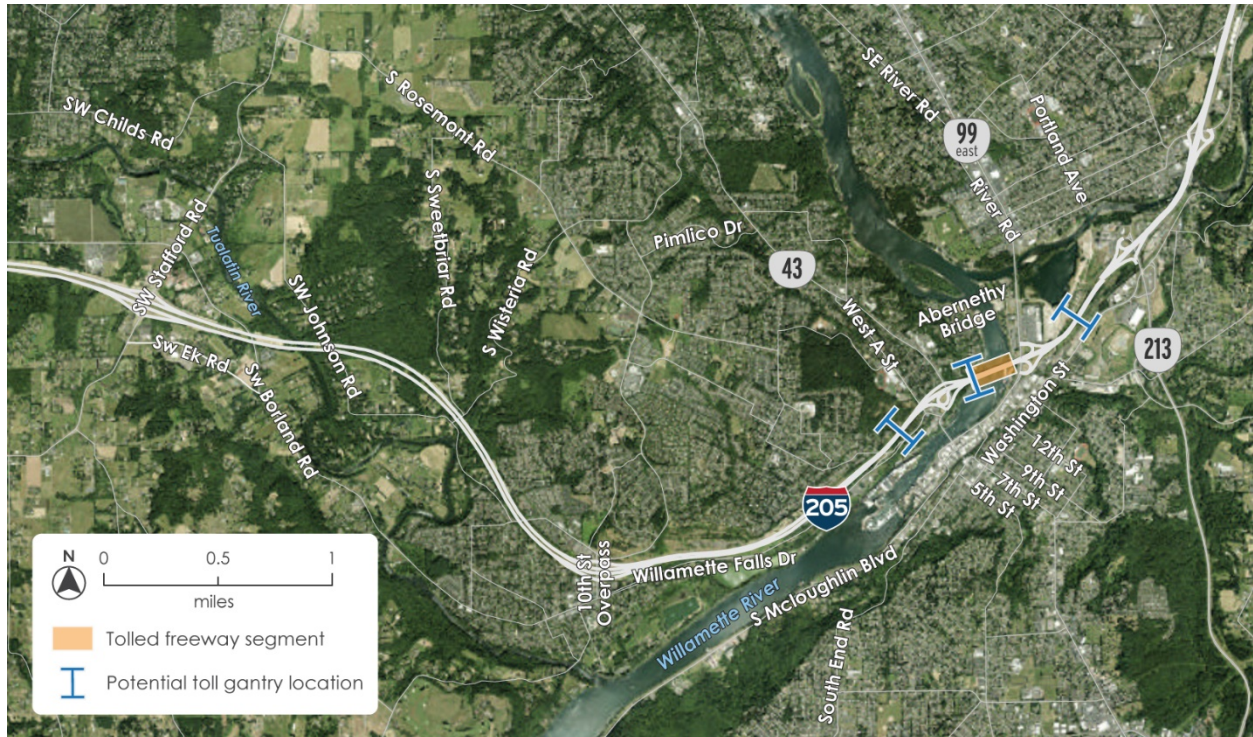 SW Childs Rd
S Rosemont Rd
SE River Rd
99
east
Portland Ave
River Rd
SW Stafford Rd
Tualatin River
S Sweetbriar Rd
S Wisteria Rd
Pimlico Dr
43
West A St
Abernethy
Bridge
213
Sw Ek Rd
SW Johnson Rd
Sw Borland Rd
Washington St
12th St
9th St
7th St
5th St
205
10th St
Overpass
Willamette Falls Dr
Willamette River
S Mcloughlin Blvd
South End Rd
N
0 0.5 1
miles
Tolled freeway segment
Potential toll gantry location